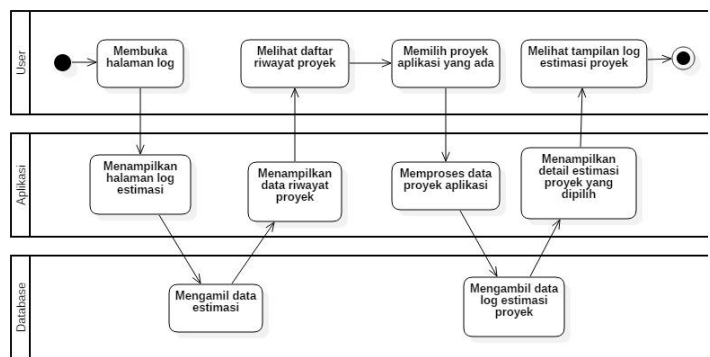 User
Membuka
halaman log
Melihat daftar
riwayat proyek
Memilih proyek
aplikasi yang ada
Melihat tampilan log
estimasi proyek
Aplikasi
Menampilkan
halaman log
estimasi
Menampilkan
data riwayat
proyek
Memproses data
proyek aplikasi
Menampilkan
detail estimasi
proyek yang
dipilih
Database
Mengamil data
estimasi
Mengambil data
log estimasi
proyek